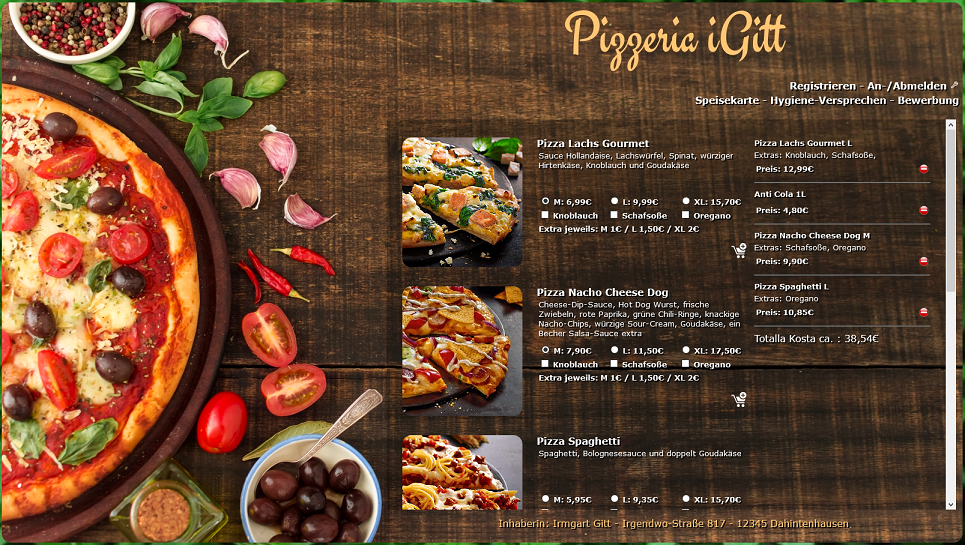 Pizzeria iGitt
Registrieren - An-/Abmelden
Speisekarte - Hygiene-Versprechen - Bewerbung
Pizza Lachs Gourmet
Sauce Hollandaise, Lachswürfel, Spinat, würziger
Hirtenkäse, Knoblauch und Goudakäse
M: 6,99€ L: 9,99€ XL: 15,70€
Knoblauch Schafsoße Oregano
Extra jeweils: M 1€ / L 1,50€ / XL 2€
Pizza Nacho Cheese Dog
Cheese-Dip-Sauce, Hot Dog Wurst, frische
Zwiebeln, rote Paprika, grüne Chili-Ringe, knackige
Nacho-Chips, würzige Sour-Cream, Goudakäse, ein
Becher Salsa-Sauce extra
M: 7,90€ L: 11,50€ XL: 17,50€
Knoblauch Schafsoße Oregano
Extra jeweils: M 1€ / L 1,50€ / XL 2€
Pizza Spaghetti
Spaghetti, Bolognesesauce und doppelt Goudakäse
M: 5,95€ L: 9,35€ XL: 15,70€
Pizza Lachs Gourmet L
Extras: Knoblauch, Schafsoße,
Preis: 12,99€
Anti Cola 1L
Preis: 4,80€
Pizza Nacho Cheese Dog M
Extras: Schafsoße, Oregano
Preis: 9,90€
Pizza Spaghetti L
Extras: Oregano
Preis: 10,85€
Totalla Kosta ca. : 38,54€
Inhaberin: Irmgart Gitt - Irgendwo-Straße 817 - 12345 Dahintenhausen